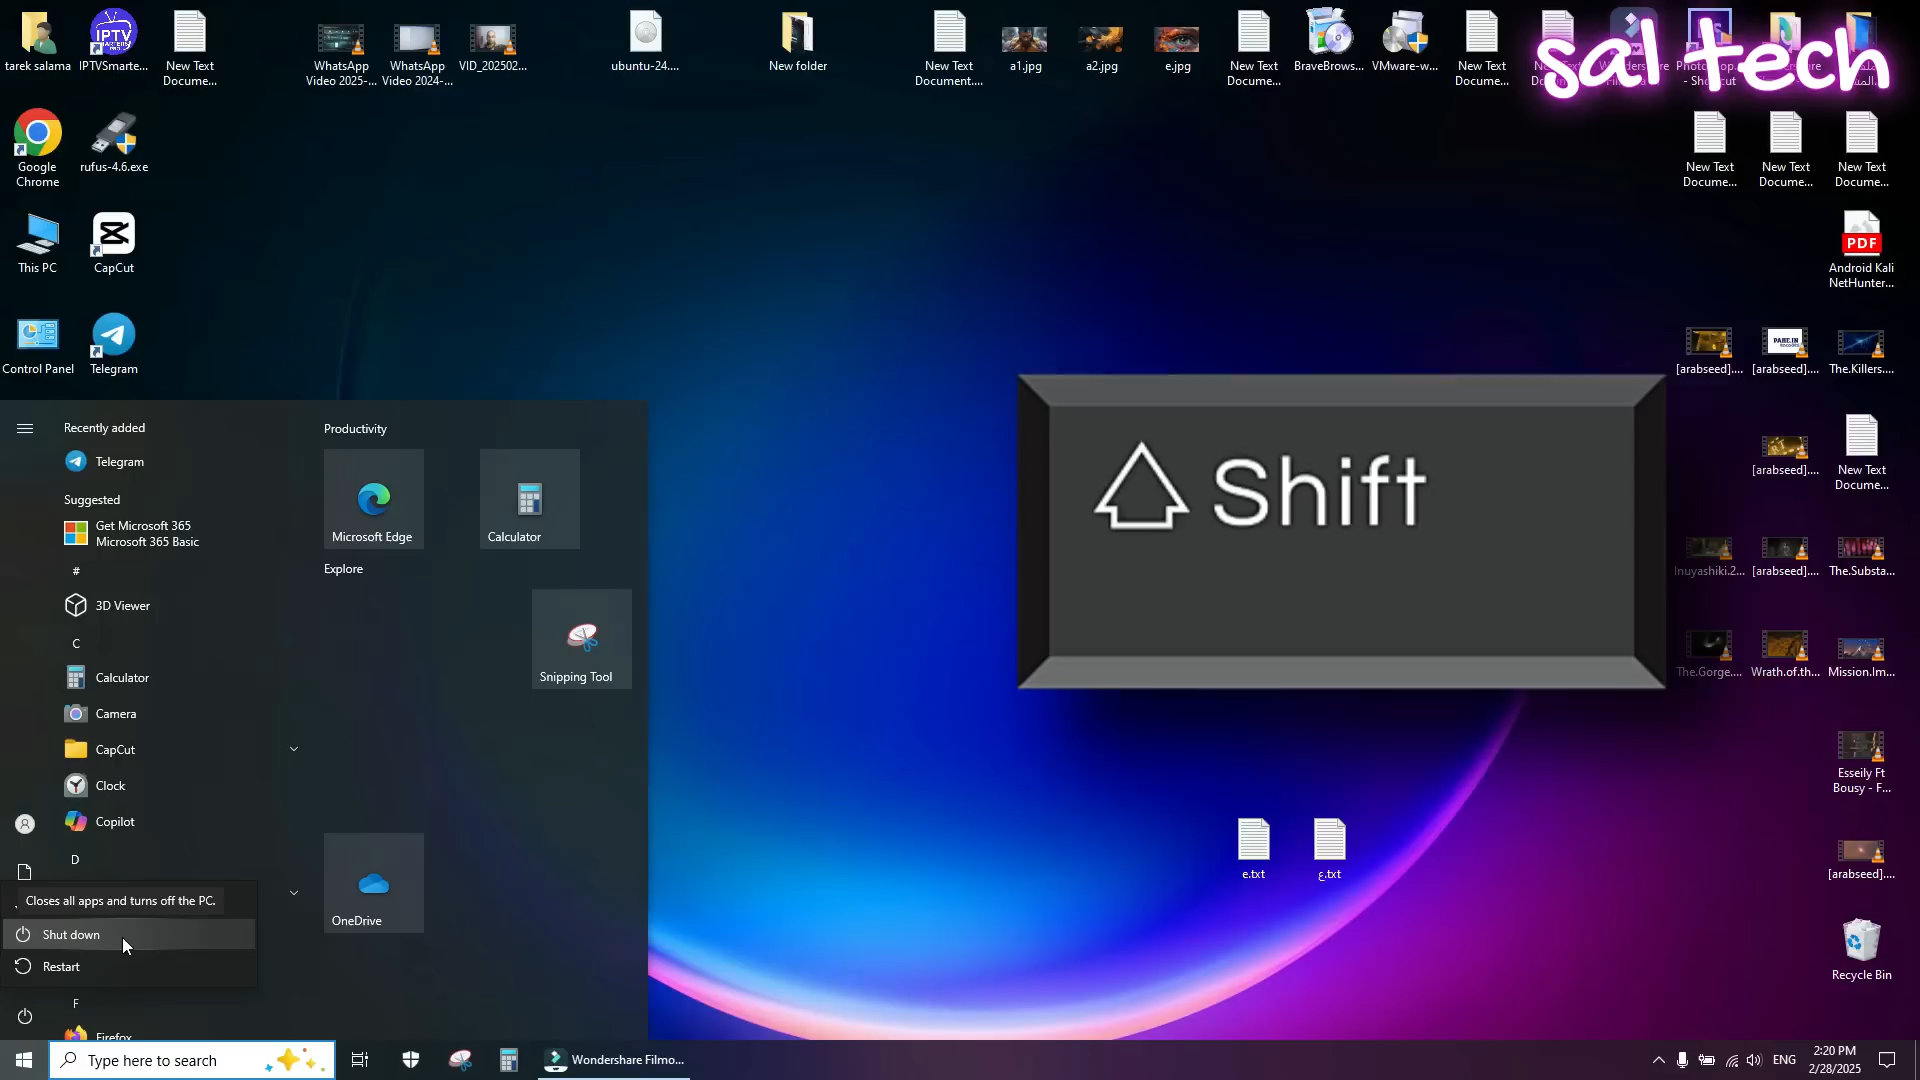 tarek salama
IPTVSmarte...
New Text
Docume...
WhatsApp
Video 2025-...
WhatsApp
Video 2024-...
VID_202502...
ubuntu-24....
New folder
New Text
Document....
a1.jpg
a2.jpg
e.jpg
New Text
Docume...
BraveBrows...
VMware-w...
New Text
Docume...
sal tech
Google
Chrome
rufus-4.6.exe
New Text
Docume...
New Text
Docume...
New Text
Docume...
This PC
CapCut
PDF
Android Kali
NetHunter...
Control Panel
Telegram
[arabseed]....
[arabseed]....
The.Killers....
[arabseed]....
New Text
Docume...
Inuyashiki.2...
[arabseed]....
The.Substa...
The.Gorge....
Wrath.of.th...
Mission.Im...
Esseily Ft
Bousy - F...
[arabseed]....
Recycle Bin
e.txt
ع.txt
Shift
Recently added
Telegram
Suggested
Get Microsoft 365
Microsoft 365 Basic
#
3D Viewer
C
Calculator
Camera
CapCut
Clock
Copilot
D
Closes all apps and turns off the PC.
Shut down
Restart
F
Firefox
Productivity
Microsoft Edge
Calculator
Explore
Snipping Tool
OneDrive
Type here to search
Wondershare Filmo...
ENG
2:20 PM
2/28/2025